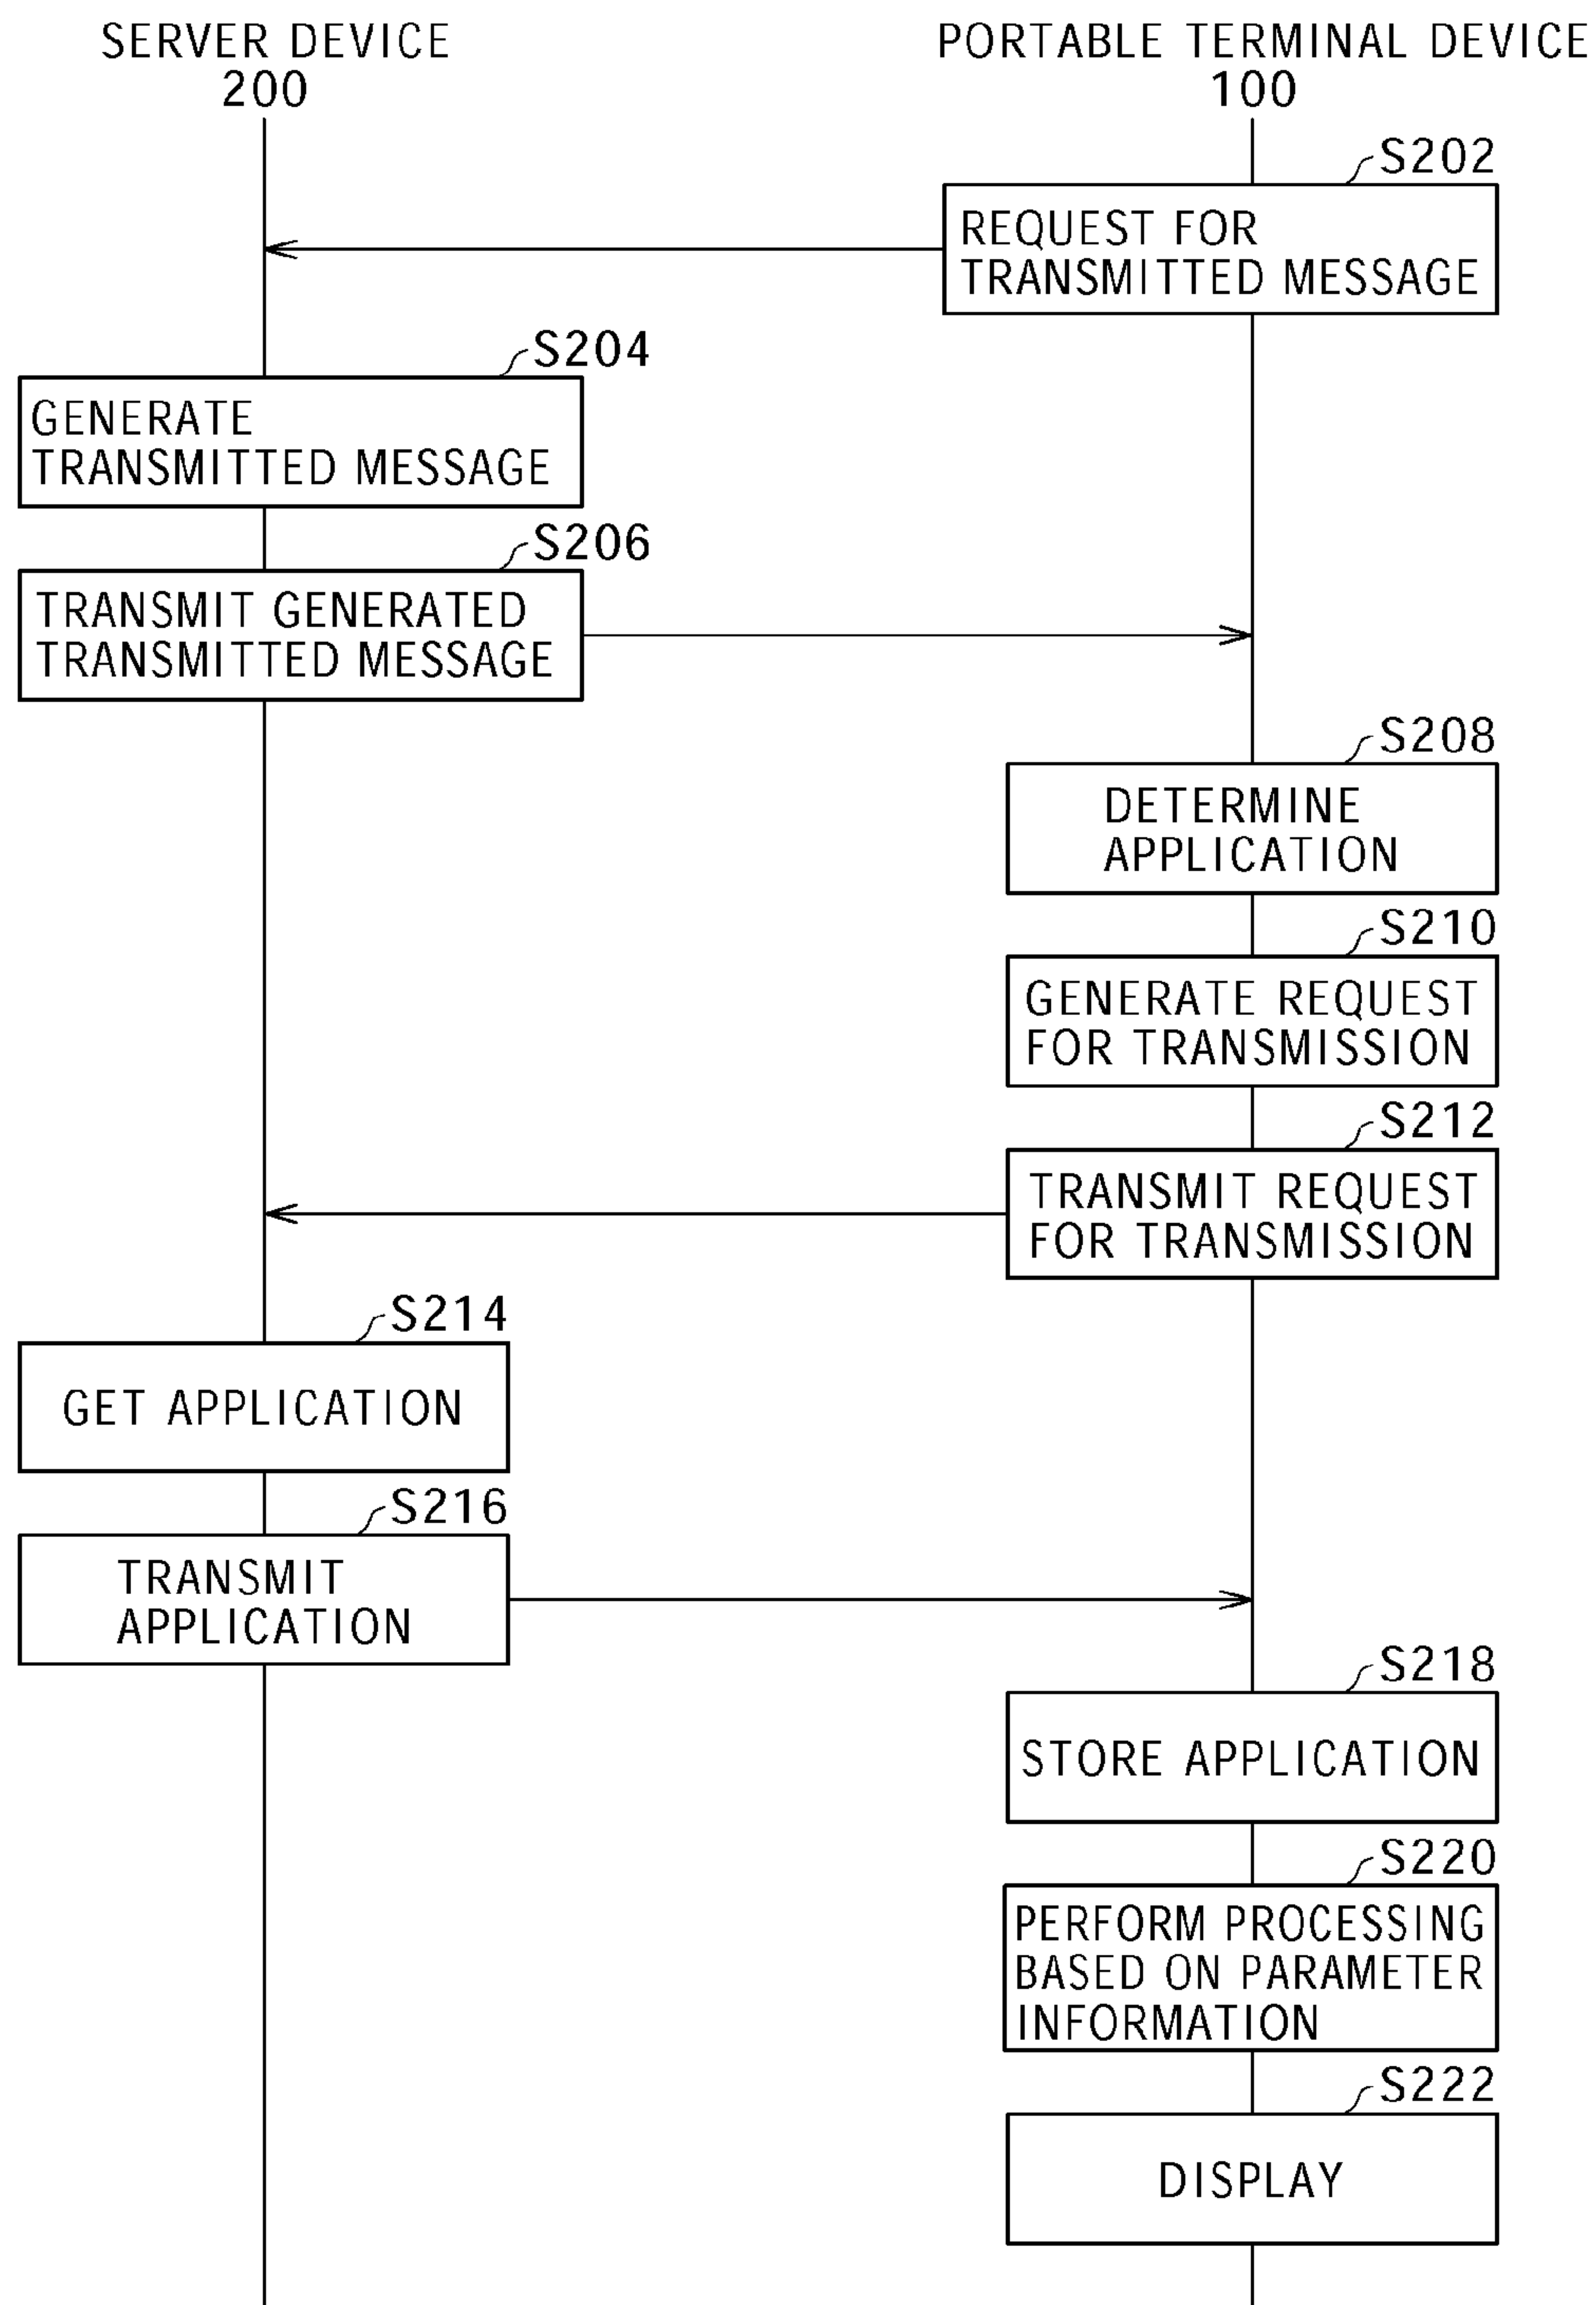 SERVER DEVICE
200
PORTABLE TERMINAL DEVICE
100
S202
REQUEST FOR
TRANSMITTED MESSAGE
S204
GENERATE
TRANSMITTED MESSAGE
S206
TRANSMIT GENERATED
TRANSMITTED MESSAGE
S208
DETERMINE
APPLICATION
S210
GENERATE REQUEST
FOR TRANSMISSION
S212
TRANSMIT REQUEST
FOR TRANSMISSION
S214
GET APPLICATION
S216
TRANSMIT
APPLICATION
S218
STORE APPLICATION
S220
PERFORM PROCESSING
BASED ON PARAMETER
INFORMATION
S222
DISPLAY